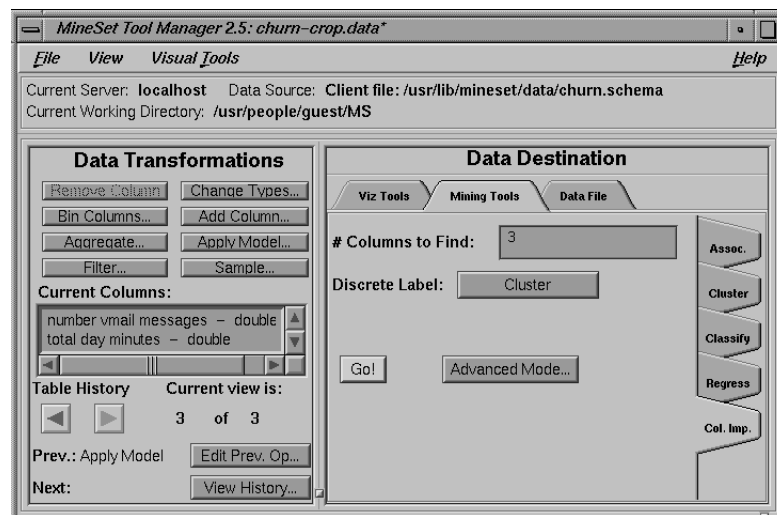 MineSet Tool Manager 2.5: churn-crop.data*
File View Visual Tools Help
Current Server: localhost Data Source: Client file: /usr/lib/mineset/data/churn.schema
Current Working Directory: /usr/people/guest/MS
Data Transformations
Remove Column Change Types...
Bin Columns... Add Column...
Aggregate... Apply Model...
Filter... Sample...
Current Columns:
number vmail messages - double
total day minutes - double
Table History Current view is:
3 of 3
Prev.: Apply Model Edit Prev. Op...
Next: View History...
Data Destination
Viz Tools Mining Tools Data File
# Columns to Find: 3
Discrete Label: Cluster
Go! Advanced Mode...
Assoc.
Cluster
Classify
Regress
Col. Imp.